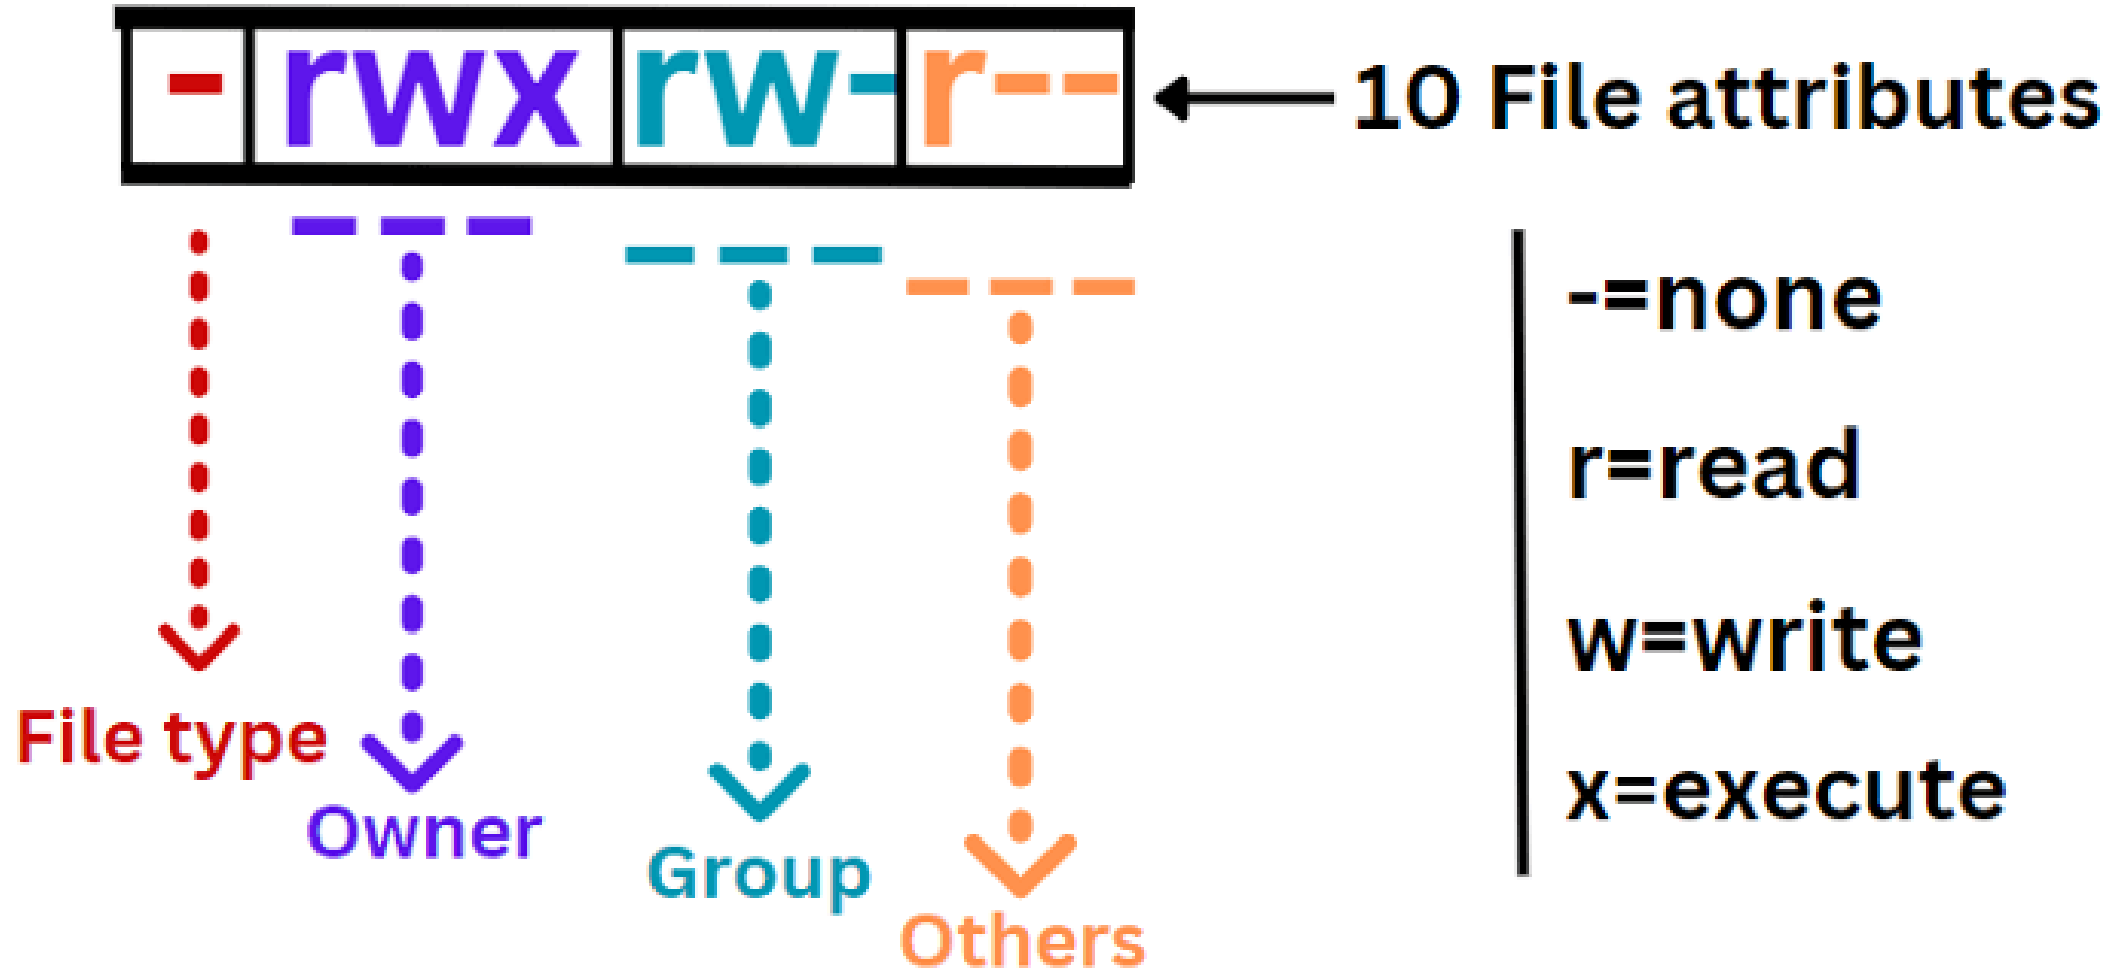 -rwxrw-r--
10 File attributes
-=none
r=read
w=write
x=execute
File type
Owner
Group
Others